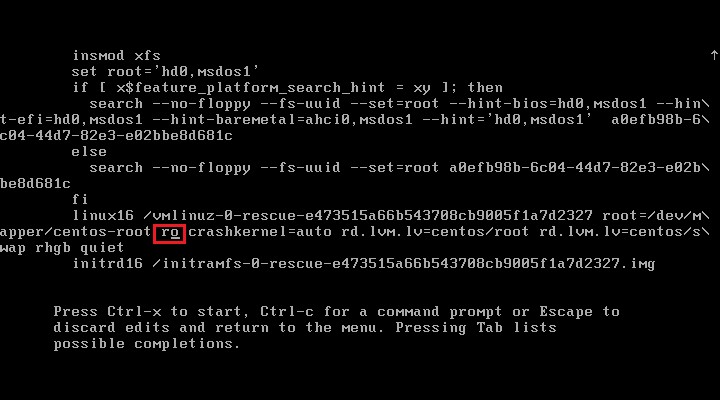 insmod xfs
set root='hd0,msdos1'
if [ x$feature_platform_search_hint = xy ]; then
search --no-floppy --fs-uuid --set=root --hint-bios=hd0,msdos1 --hin\
t-efi=hd0,msdos1 --hint-baremetal=ahci0,msdos1 --hint='hd0,msdos1'  a0efb98b-6\
c04-44d7-82e3-e02bbe8d681c
else
search --no-floppy --fs-uuid --set=root a0efb98b-6c04-44d7-82e3-e02b\
be8d681c
fi
linux16 /vmlinuz-0-rescue-e473515a66b543708cb9005f1a7d2327 root=/dev/m\
apper/centos-root ro crashkernel=auto rd.lvm.lv=centos/root rd.lvm.lv=centos/s\
wap rhgb quiet
initrd16 /initramfs-0-rescue-e473515a66b543708cb9005f1a7d2327.img
Press Ctrl-x to start, Ctrl-c for a command prompt or Escape to
discard edits and return to the menu. Pressing Tab lists
possible completions.